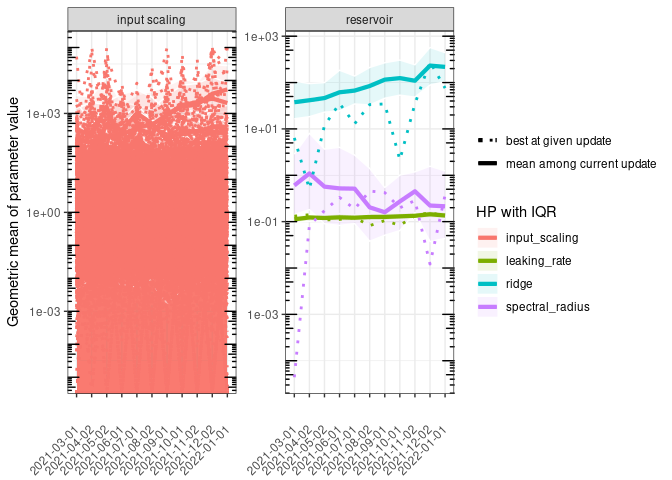 input scaling
reservoir
Geometric mean of parameter value
1e+03
1e+00
1e-03
1e+03
1e+01
1e-01
1e-03
2021-03-01
2021-04-02
2021-05-02
2021-06-01
2021-07-01
2021-08-01
2021-09-01
2021-10-01
2021-11-02
2021-12-02
2022-01-01
2021-03-01
2021-04-02
2021-05-02
2021-06-01
2021-07-01
2021-08-01
2021-09-01
2021-10-01
2021-11-02
2021-12-02
2022-01-01
best at given update
mean among current update
HP with IQR
input_scaling
leaking_rate
ridge
spectral_radius